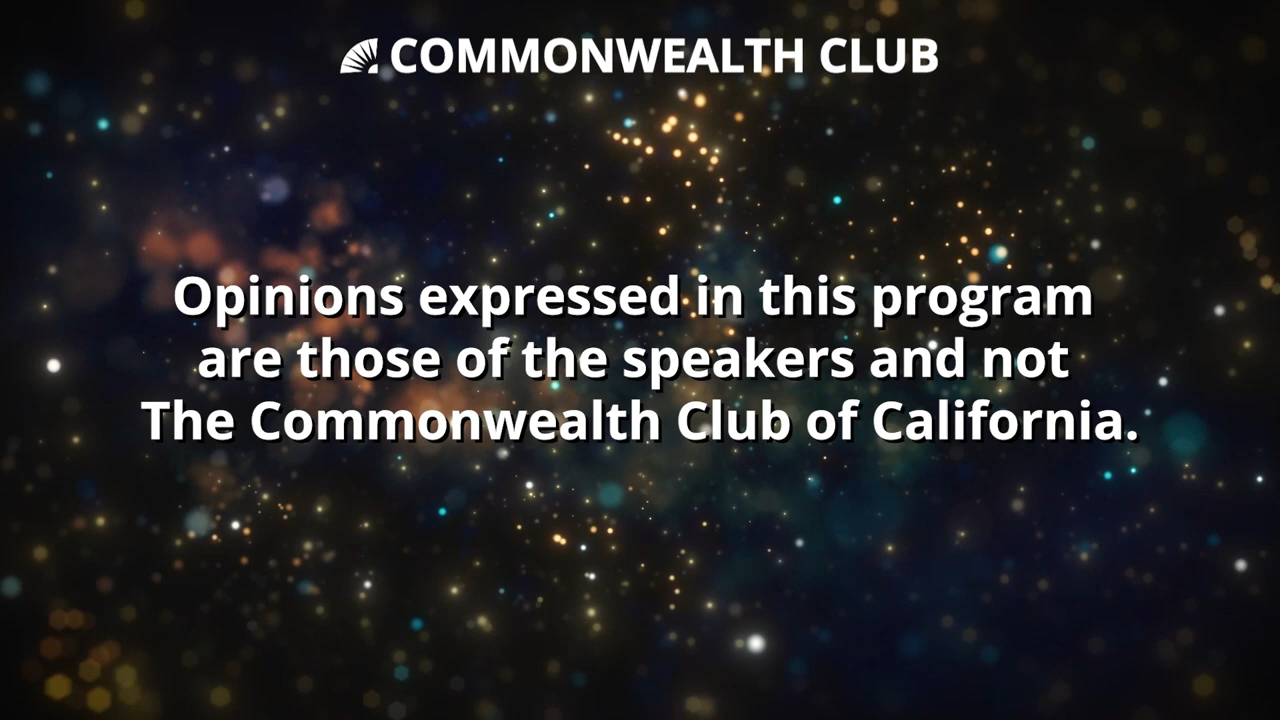 COMMONWEALTH CLUB
Opinions expressed in this program
are those of the speakers and not
The Commonwealth Club of California.